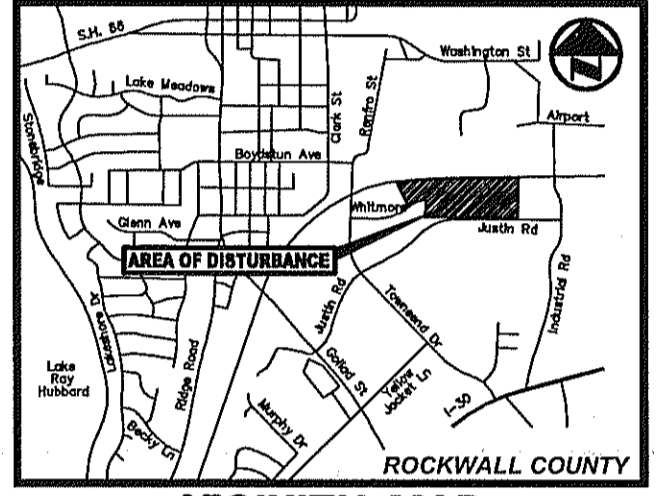 S.H. 66
Washington St
Lake Meadows
Clark St
Renfro St
Airport
Stonebridge
Boydstun Ave
Whitmore
Glenn Ave
Justin Rd
AREA OF DISTURBANCE
Industrial Rd
Lakeshore Dr
Justin Rd
Townsend Dr
Lake
Ray
Hubbard
Ridge Road
Goliad St
Yellow
Jacket Ln
I-30
Murphy Dr
Becky Ln
ROCKWALL COUNTY